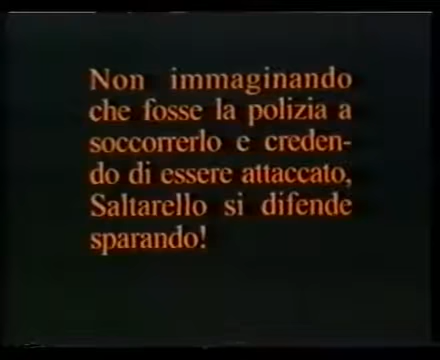 Non immaginando
che fosse la polizia a
soccorrerlo e creden-
do di essere attaccato,
Saltarello si difende
sparando!